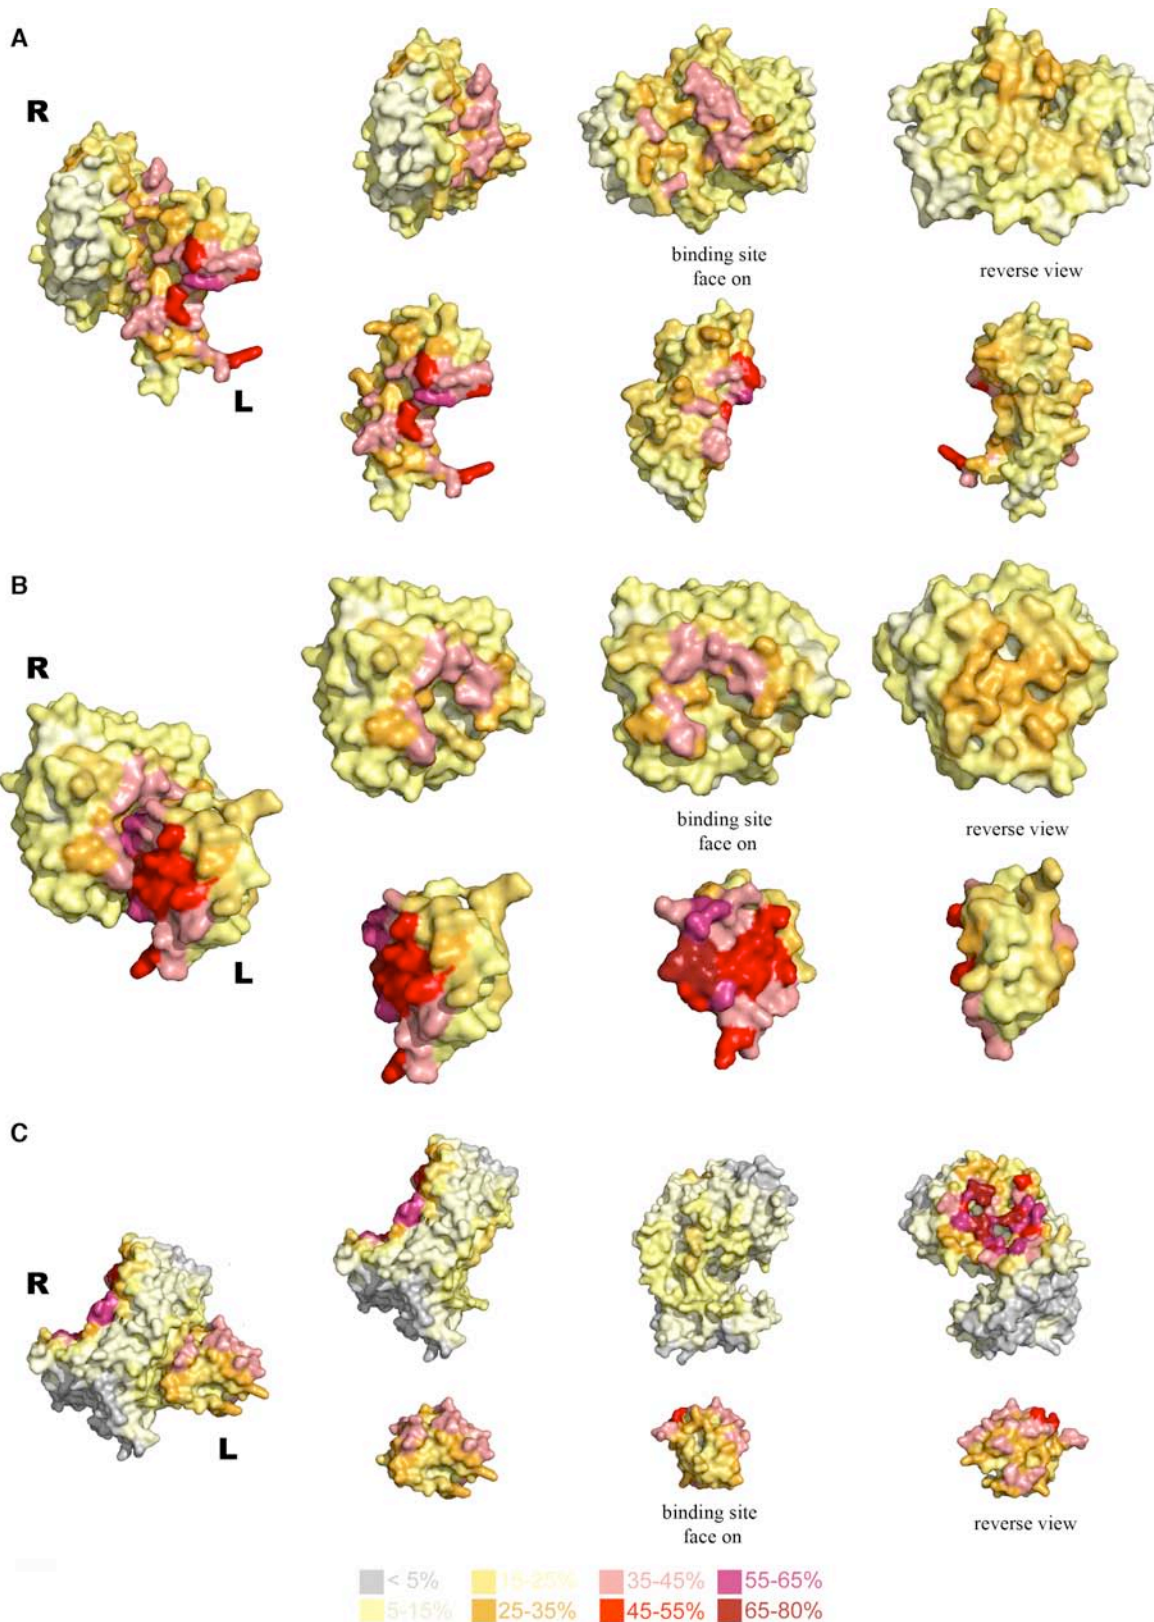 A
R
L
binding site
face on
reverse view
B
R
L
binding site
face on
reverse view
C
R
L
binding site
face on
reverse view
< 5% 15-25% 35-45% 55-65%
5-15% 25-35% 45-55% 65-80%